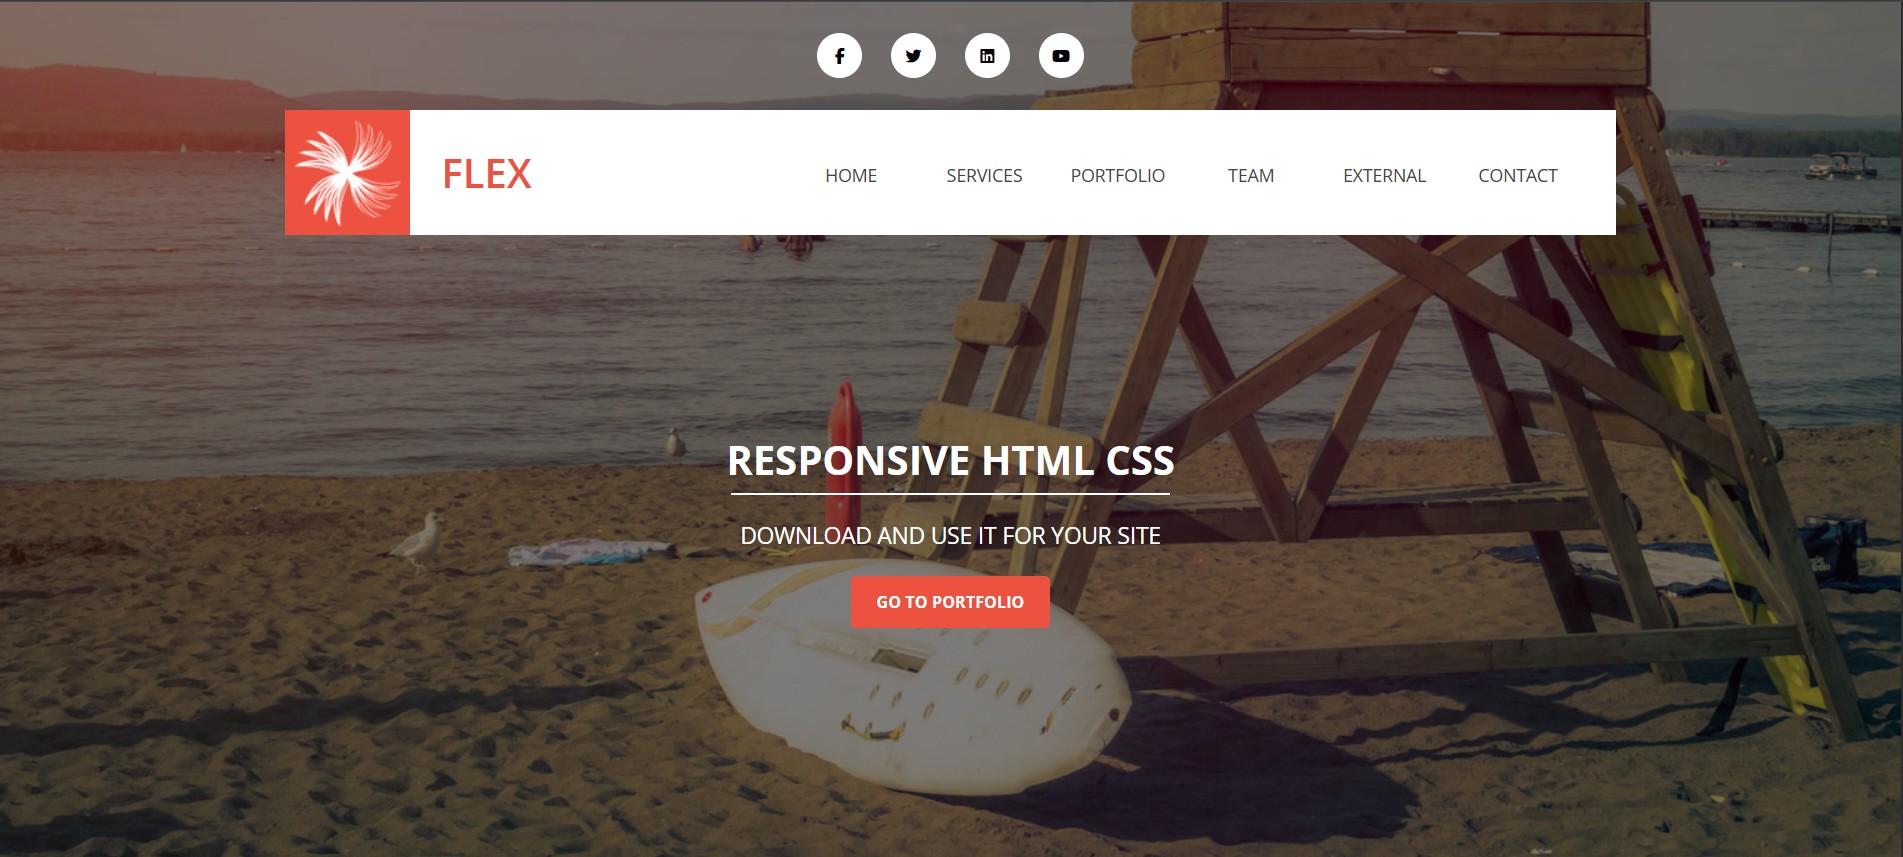 FLEX
HOME SERVICES PORTFOLIO TEAM EXTERNAL CONTACT
RESPONSIVE HTML CSS
DOWNLOAD AND USE IT FOR YOUR SITE
GO TO PORTFOLIO